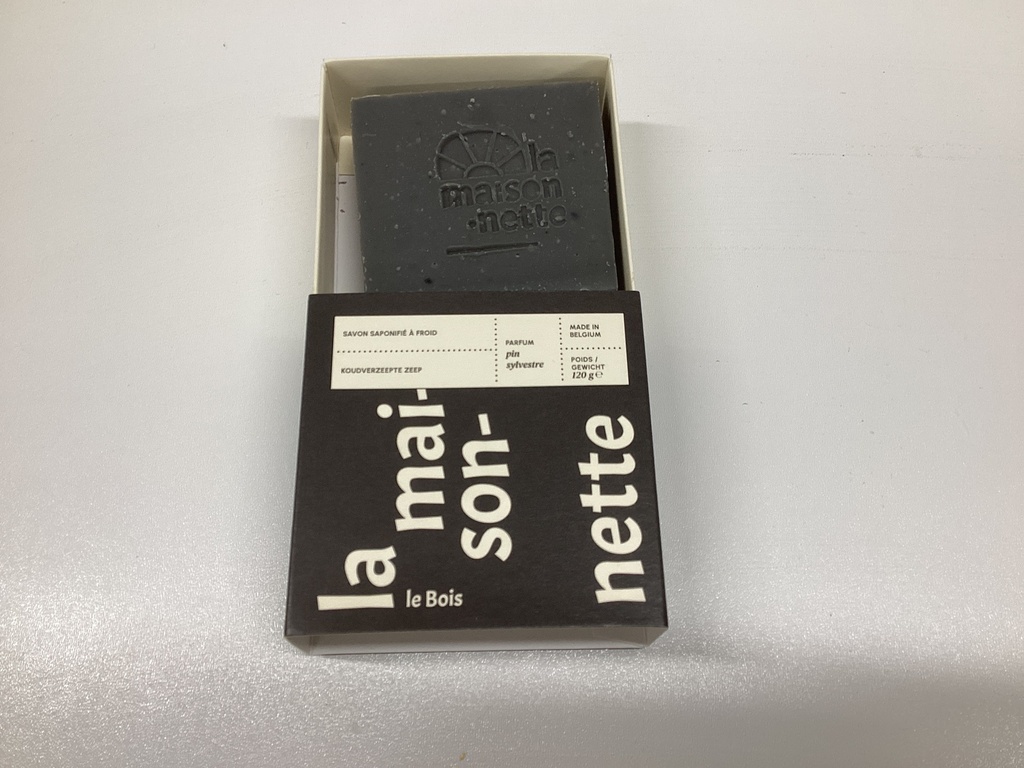 la
maison
·nette
SAVON SAPONIFIÉ À FROID
KOUDVERZEEPTE ZEEP
PARFUM
pin
sylvestre
MADE IN
BELGIUM
POIDS /
GEWICHT
120 g ℮
la
mai-
son-
nette
le Bois